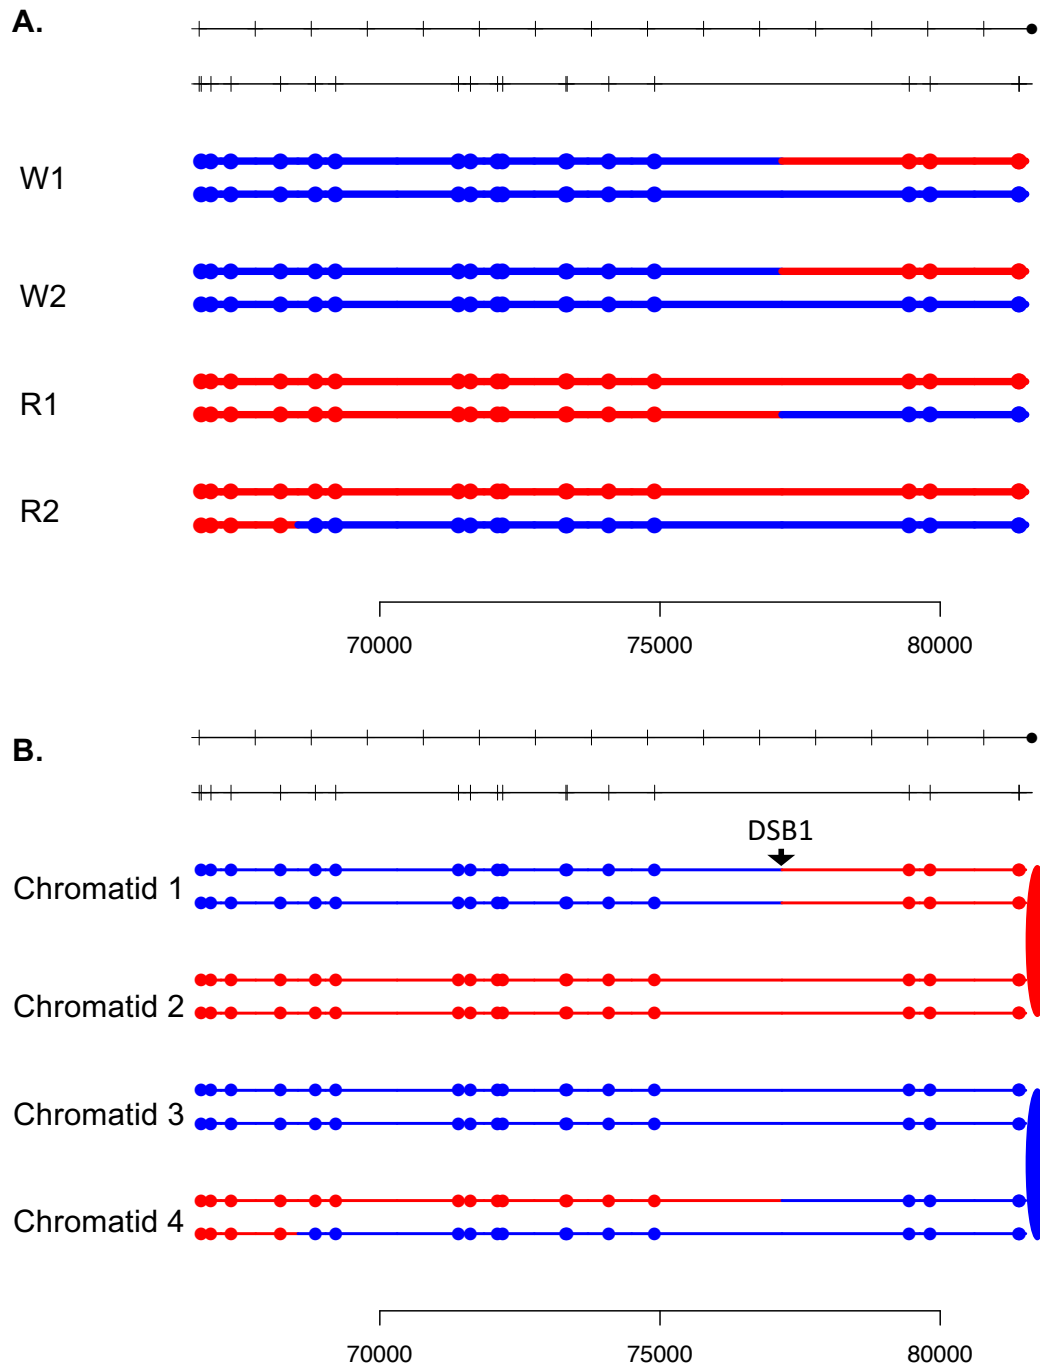 A.
W1
W2
R1
R2
70000 75000 80000
B.
DSB1
Chromatid 1
Chromatid 2
Chromatid 3
Chromatid 4
70000 75000 80000